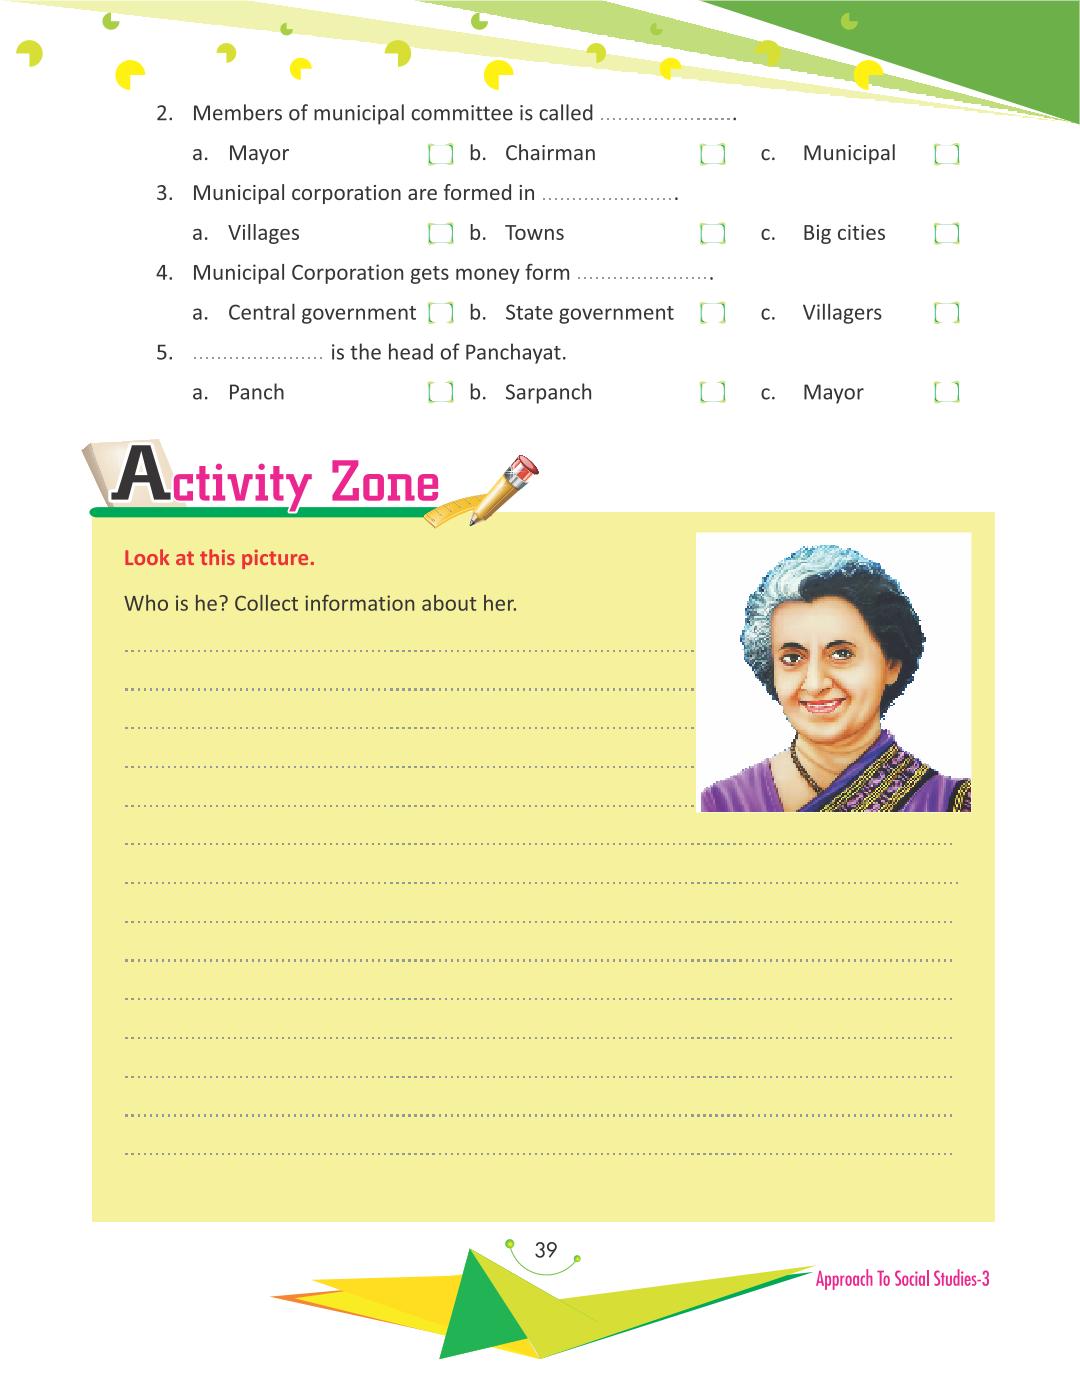 2. Members of municipal committee is called ...................... .
a. Mayor b. Chairman c. Municipal
3. Municipal corporation are formed in ...................... .
a. Villages b. Towns c. Big cities
4. Municipal Corporation gets money form ...................... .
a. Central government b. State government c. Villagers
5. ...................... is the head of Panchayat.
a. Panch b. Sarpanch c. Mayor
Activity Zone
Look at this picture.
Who is he? Collect information about her.
39
Approach To Social Studies-3